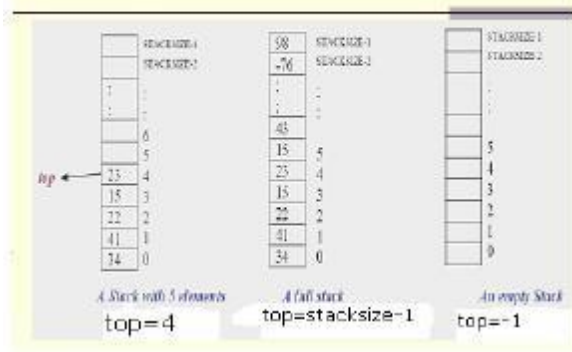 STACKSIZE-1
STACKSIZE-2
:
:
6
5
top 23 4
15 3
22 2
41 1
34 0
A Stack with 5 elements
top=4
98 STACKSIZE-1
-76 STACKSIZE-2
:
:
43
15 5
23 4
15 3
22 2
41 1
34 0
A full stack
top=stacksize-1
STACKSIZE-1
STACKSIZE-2
:
:
5
4
3
2
1
0
An empty Stack
top=-1